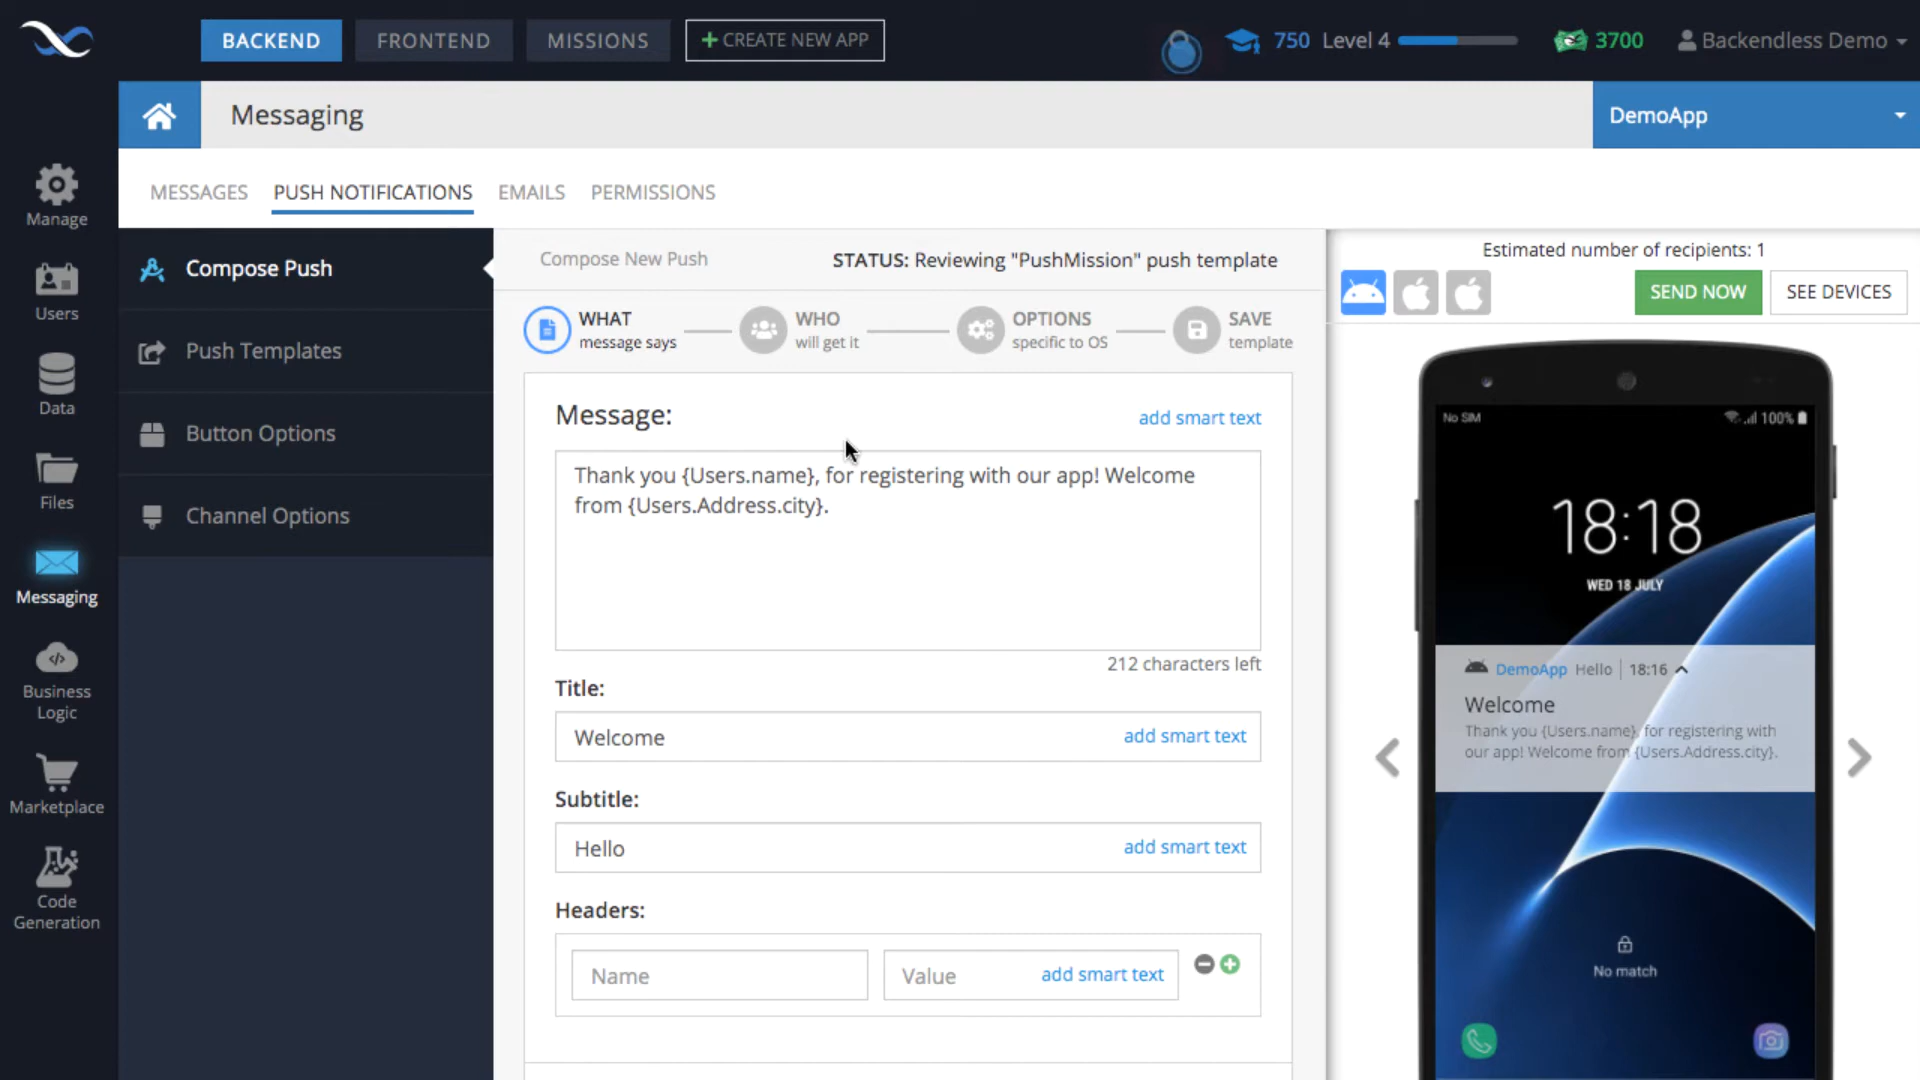 BACKEND
FRONTEND
MISSIONS
+ CREATE NEW APP
750 Level 4
3700
Backendless Demo
Messaging
DemoApp
MESSAGES
PUSH NOTIFICATIONS
EMAILS
PERMISSIONS
Manage
Users
Data
Files
Messaging
Business
Logic
Marketplace
Code
Generation
Compose Push
Push Templates
Button Options
Channel Options
Compose New Push
STATUS: Reviewing "PushMission" push template
WHAT
message says
WHO
will get it
OPTIONS
specific to OS
SAVE
template
Message:
add smart text
Thank you {Users.name}, for registering with our app! Welcome
from {Users.Address.city}.
212 characters left
Title:
Welcome
add smart text
Subtitle:
Hello
add smart text
Headers:
Name
Value
add smart text
Estimated number of recipients: 1
SEND NOW
SEE DEVICES
No SIM
100%
18:18
WED 18 JULY
DemoApp Hello | 18:16
Welcome
Thank you {Users.name}, for registering with
our app! Welcome from {Users.Address.city}.
No match